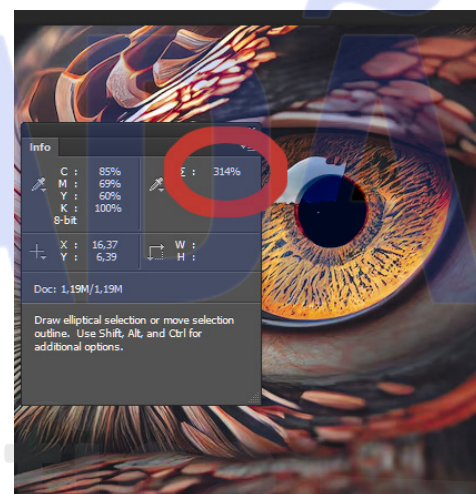 Info
C : 85%
M : 69%
Y : 60%
K : 100%
8-bit
Σ : 314%
X : 16,37
Y : 6,39
W :
H :
Doc: 1,19M/1,19M
Draw elliptical selection or move selection
outline. Use Shift, Alt, and Ctrl for
additional options.